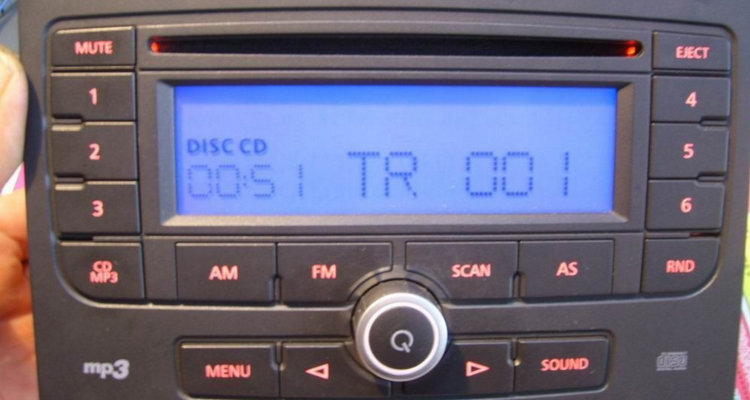 MUTE
EJECT
1
4
DISC CD
2
5
00:51 TR 001
3
6
CD
MP3
AM
FM
SCAN
AS
RND
MENU
SOUND
mp3
disc